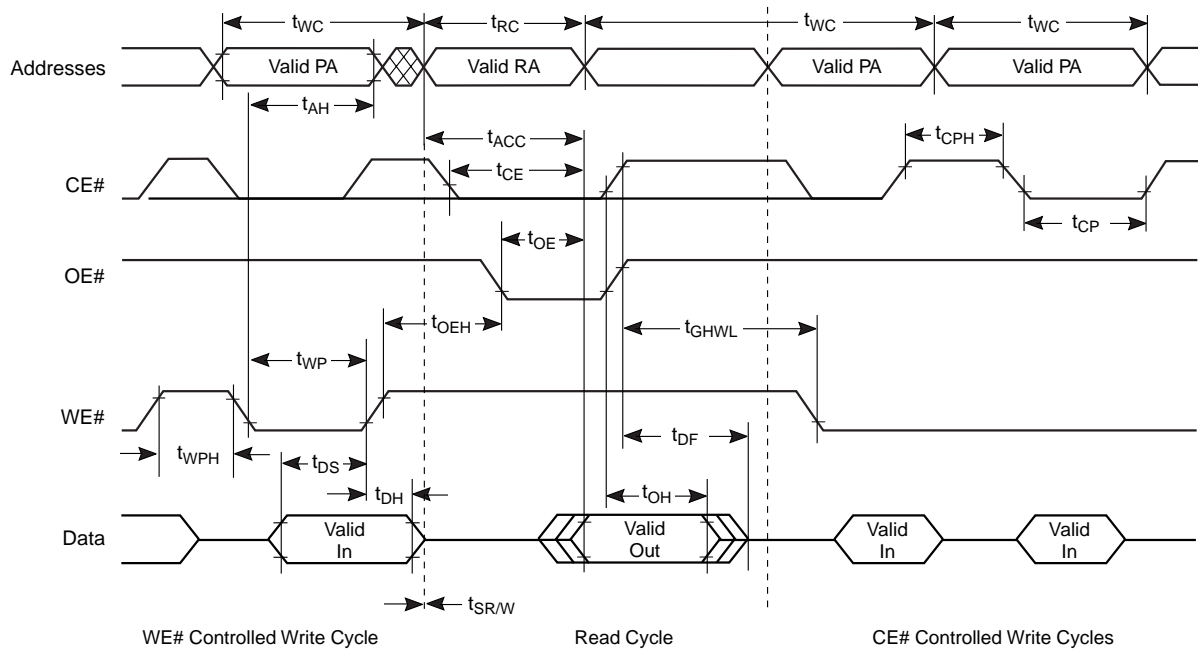 tWC tRC tWC tWC
Addresses Valid PA Valid RA Valid PA Valid PA
tAH
tACC
tCPH
CE# tCE
tCP
tOE
OE#
tOEH tGHWL
tWP
WE#
tWPH tDS tDF
tDH tOH
Data Valid In Valid Out Valid In Valid In
tSR/W
WE# Controlled Write Cycle Read Cycle CE# Controlled Write Cycles